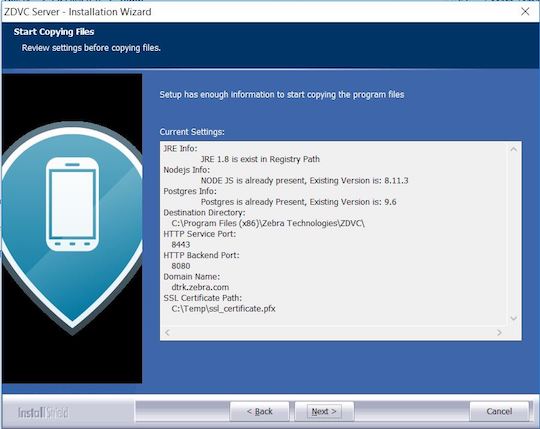 ZDVC Server - Installation Wizard
Start Copying Files
Review settings before copying files.
Setup has enough information to start copying the program files
Current Settings:
JRE Info:
JRE 1.8 is exist in Registry Path
Nodejs Info:
NODE JS is already present, Existing Version is: 8.11.3
Postgres Info:
Postgres is already present, Existing Version is: 9.6
Destination Directory:
C:\Program Files (x86)\Zebra Technologies\ZDVC\
HTTP Service Port:
8443
HTTP Backend Port:
8080
Domain Name:
dtrk.zebra.com
SSL Certificate Path:
C:\Temp\ssl_certificate.pfx
InstallShield
< Back
Next >
Cancel